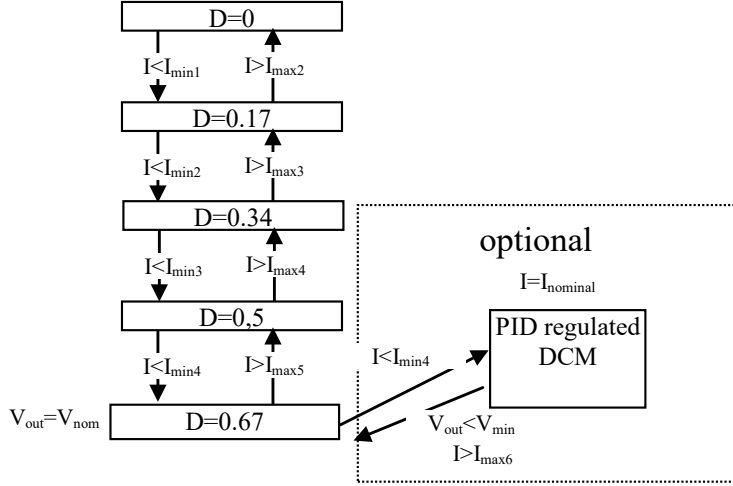 D=0
I<Imin1 I>Imax2
D=0.17
I<Imin2 I>Imax3
D=0.34
optional
I<Imin3 I>Imax4
I=Inominal
D=0,5
PID regulated
DCM
I<Imin4 I>Imax5
I<Imin4
Vout=Vnom
D=0.67
Vout<Vmin
I>Imax6